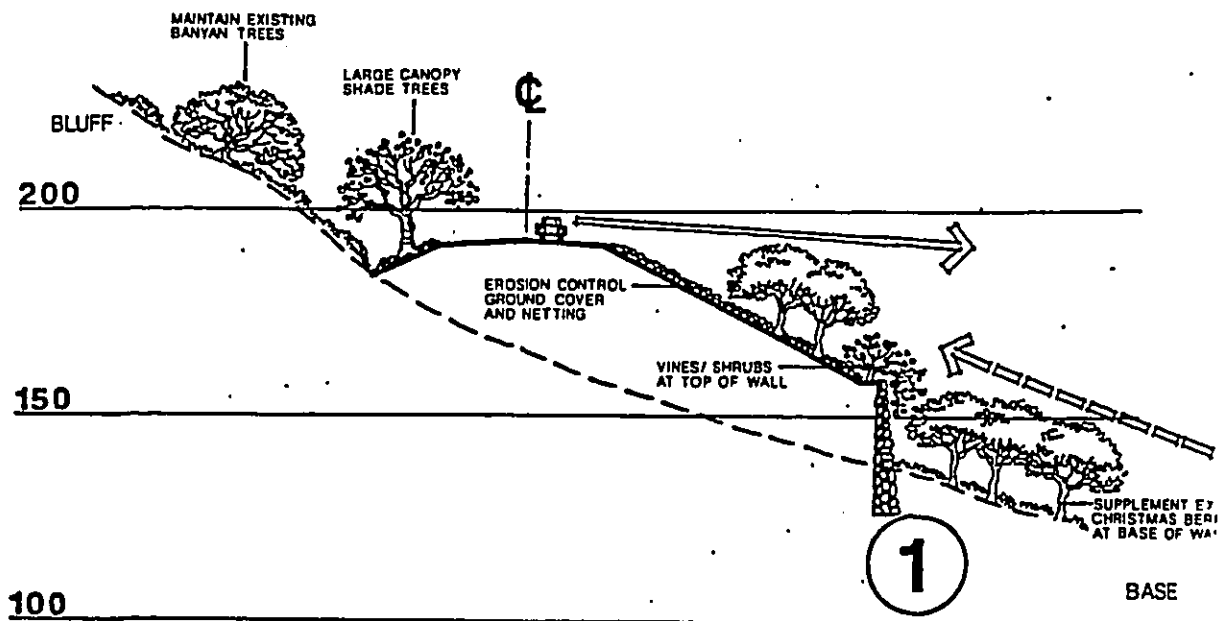 MAINTAIN EXISTING
BANYAN TREES
LARGE CANOPY
SHADE TREES
℄
BLUFF
200
EROSION CONTROL
GROUND COVER
AND NETTING
VINES/ SHRUBS
AT TOP OF WALL
150
SUPPLEMENT
CHRISTMAS
AT BASE OF
1
BASE
100